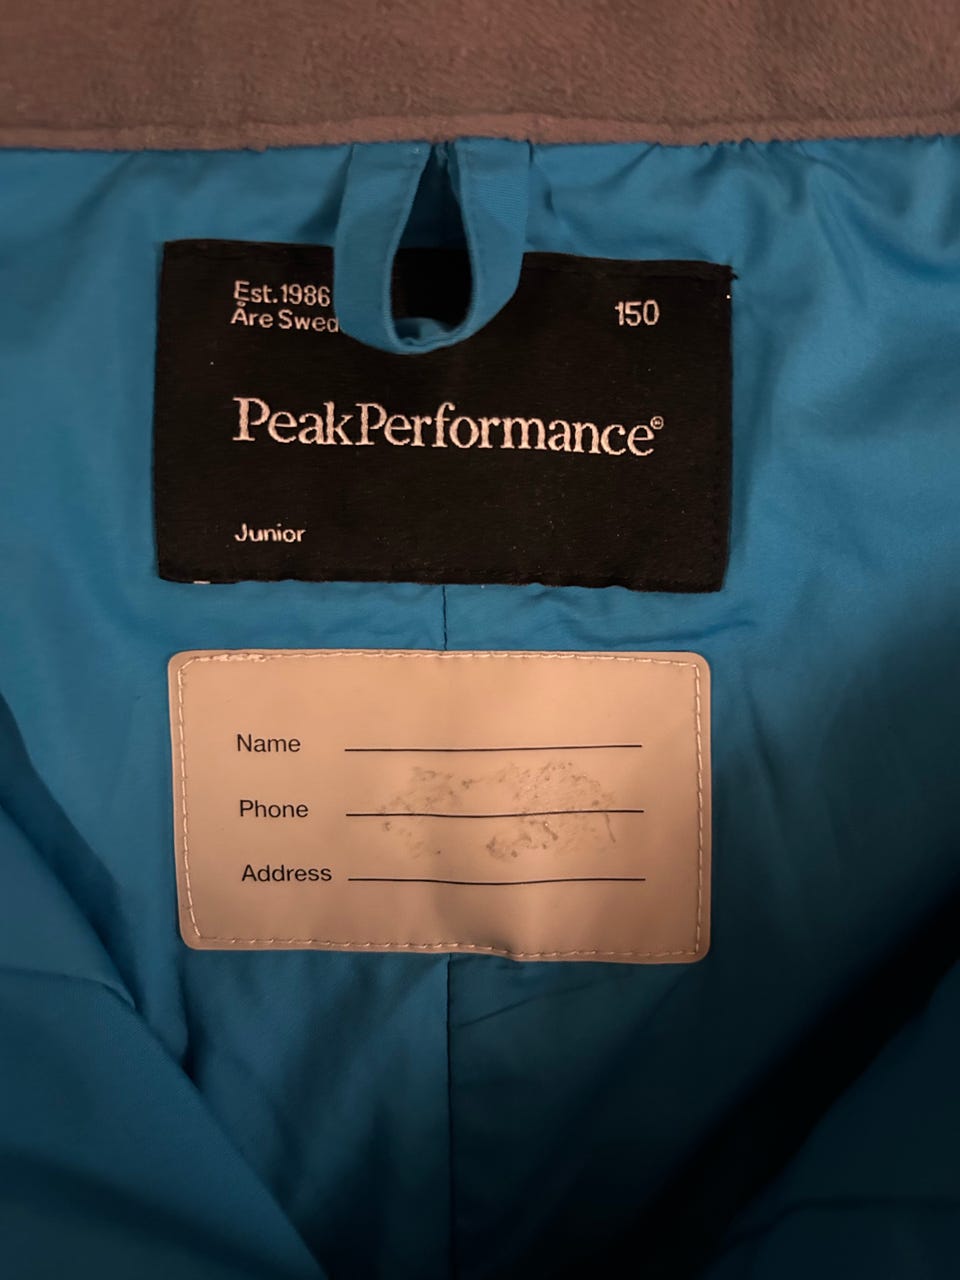 Est.1986
Åre Swed
150
PeakPerformance®
Junior
Name
Phone
Address